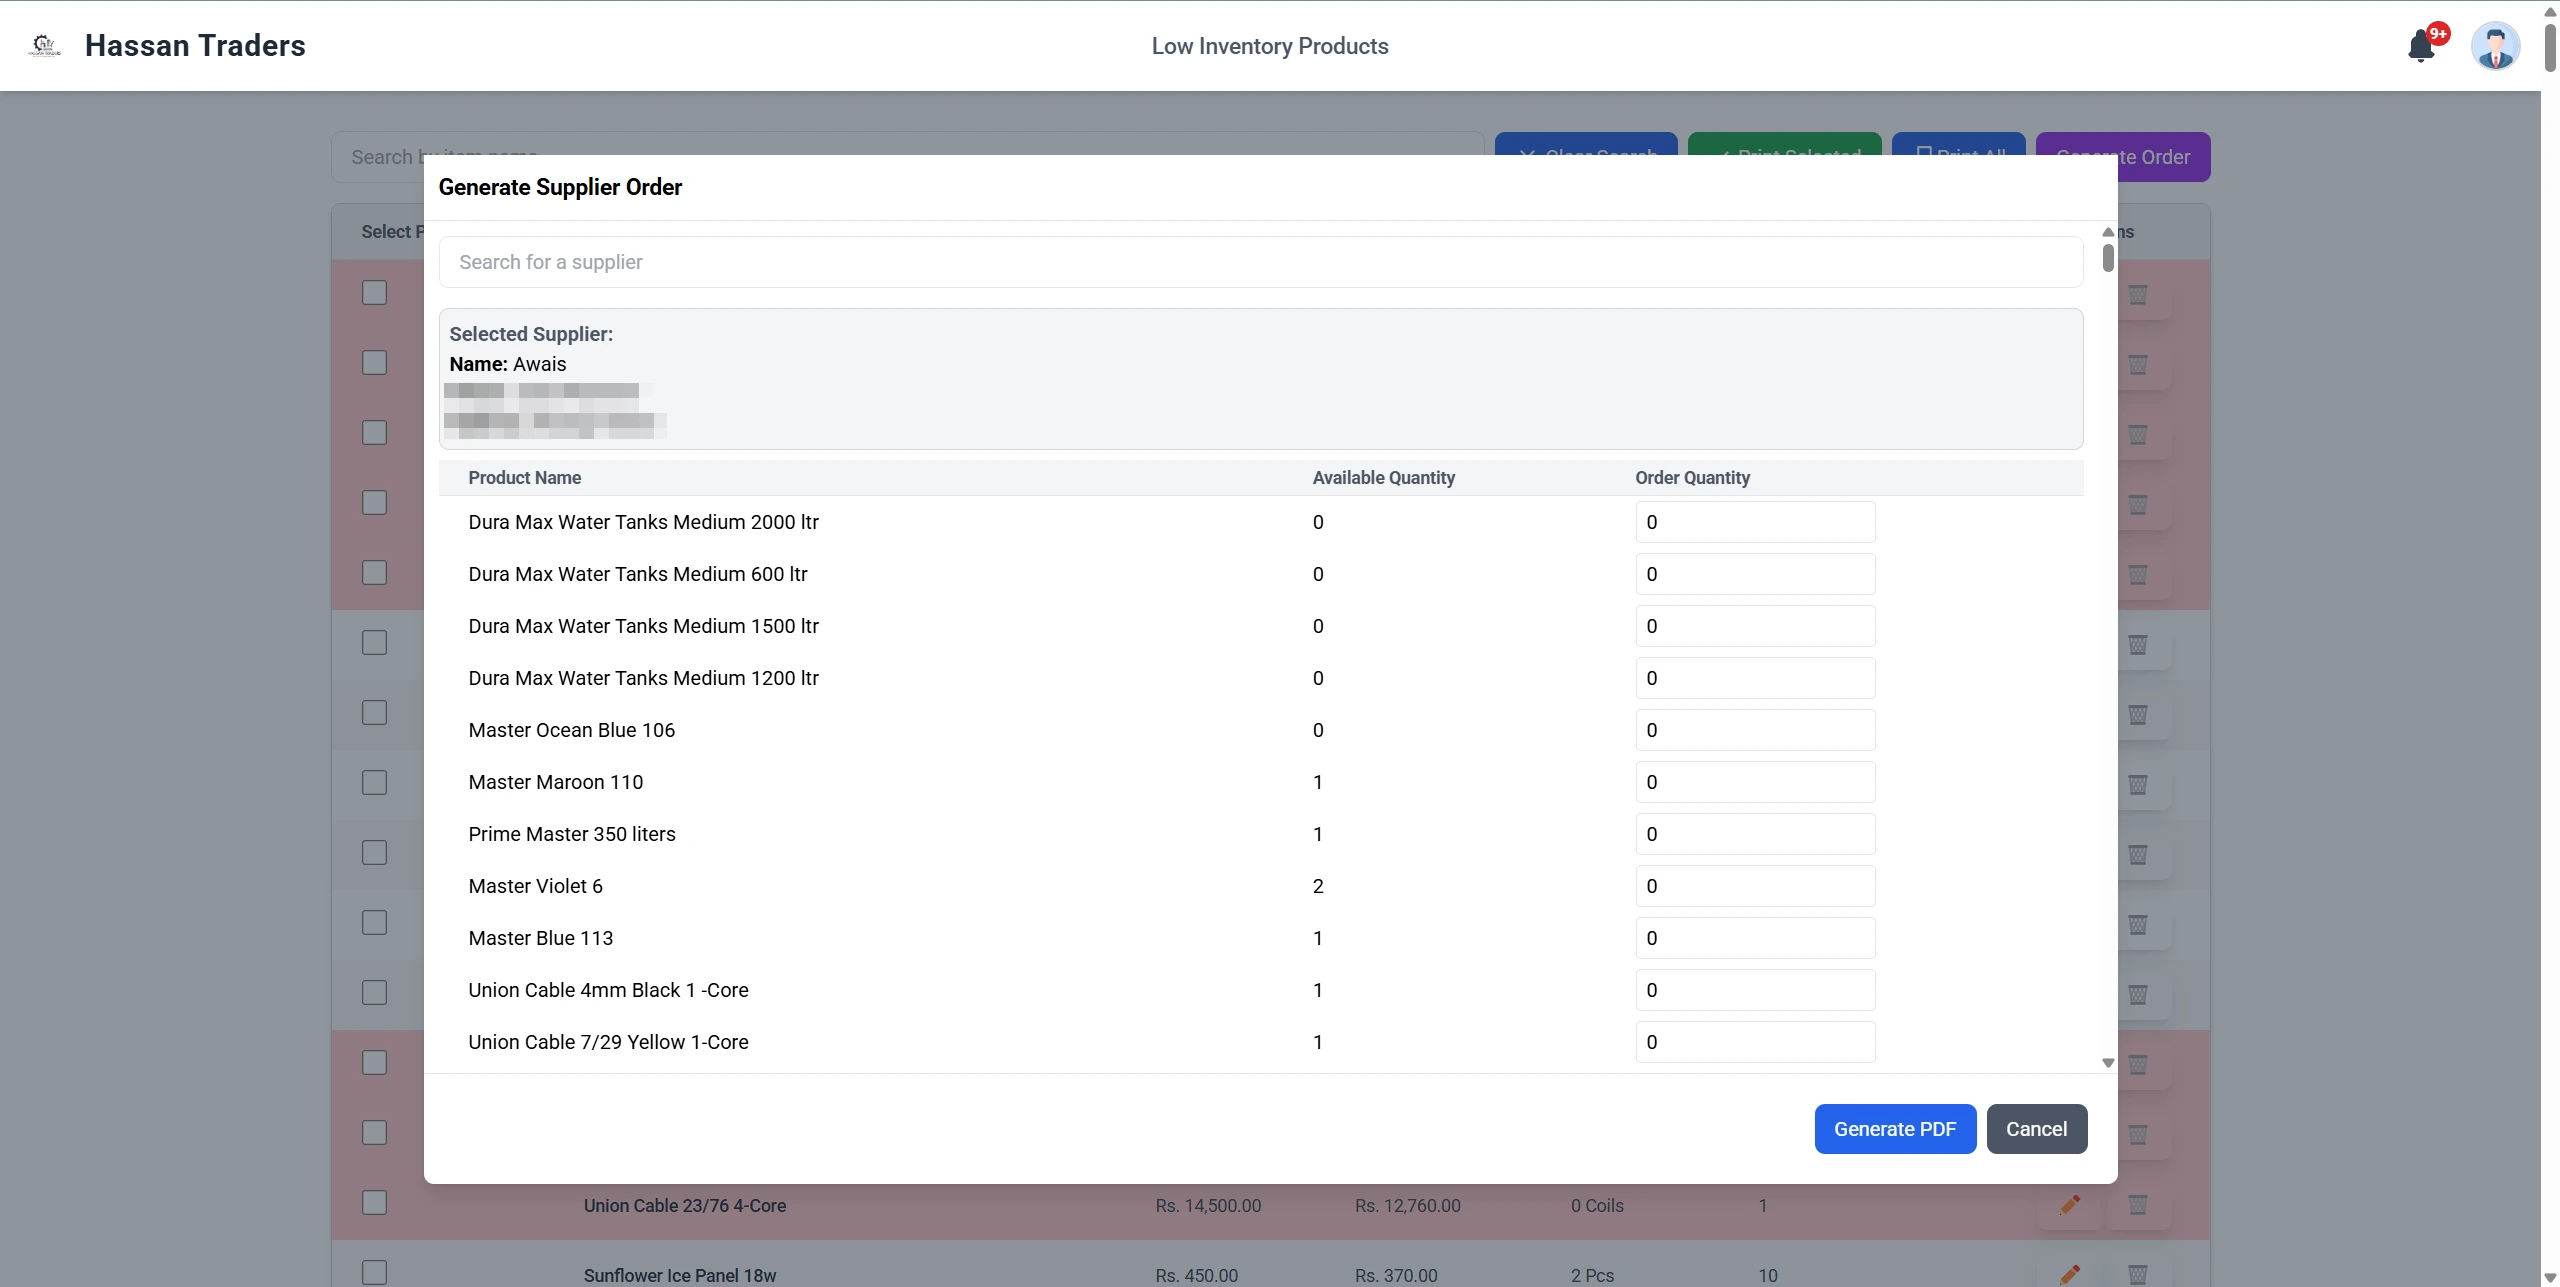 Hassan Traders
Low Inventory Products
9+
Search
Generate Order
Generate Supplier Order
Select
Search for a supplier
Selected Supplier:
Name: Awais
Product Name Available Quantity Order Quantity
Dura Max Water Tanks Medium 2000 ltr 0 0
Dura Max Water Tanks Medium 600 ltr 0 0
Dura Max Water Tanks Medium 1500 ltr 0 0
Dura Max Water Tanks Medium 1200 ltr 0 0
Master Ocean Blue 106 0 0
Master Maroon 110 1 0
Prime Master 350 liters 1 0
Master Violet 6 2 0
Master Blue 113 1 0
Union Cable 4mm Black 1 -Core 1 0
Union Cable 7/29 Yellow 1-Core 1 0
Generate PDF Cancel
Union Cable 23/76 4-Core Rs. 14,500.00 Rs. 12,760.00 0 Coils 1
Sunflower Ice Panel 18w Rs. 450.00 Rs. 370.00 2 Pcs 10